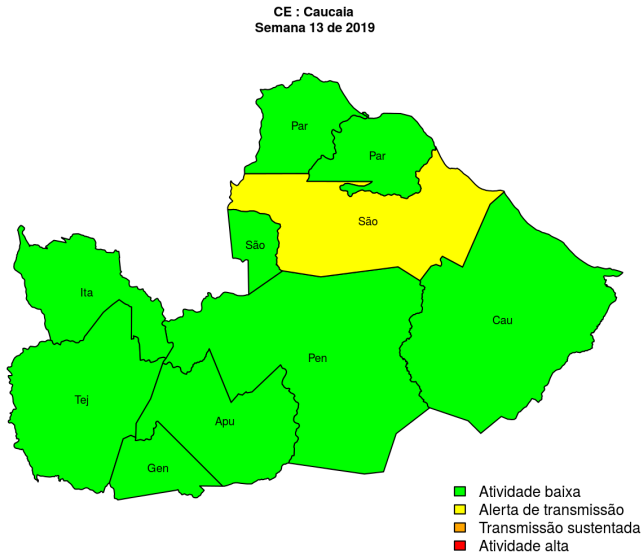 CE : Caucaia
Semana 13 de 2019
Par
Par
São
São
Ita
Cau
Pen
Tej
Apu
Gen
Atividade baixa
Alerta de transmissão
Transmissão sustentada
Atividade alta